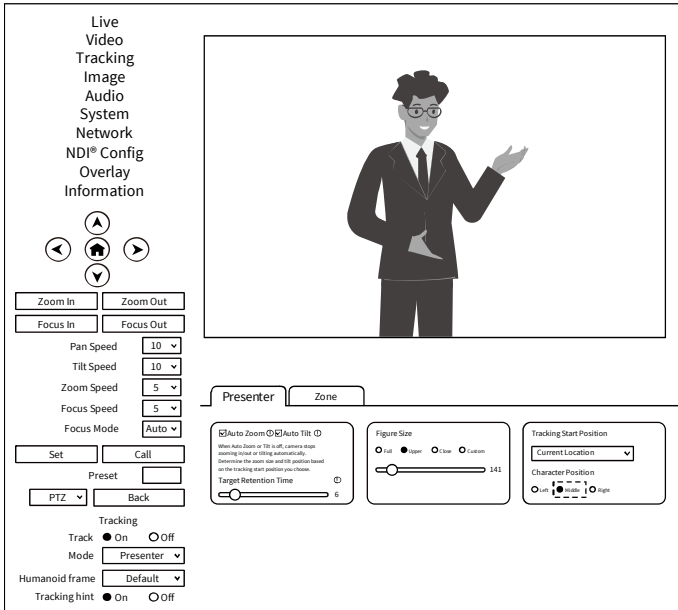 Live
Video
Tracking
Image
Audio
System
Network
NDI® Config
Overlay
Information
Zoom In Zoom Out
Focus In Focus Out
Pan Speed 10
Tilt Speed 10
Zoom Speed 5
Focus Speed 5
Focus Mode Auto
Set Call
Preset
PTZ Back
Tracking
Track On Off
Mode Presenter
Humanoid frame Default
Tracking hint On Off
Presenter Zone
Auto Zoom Auto Tilt
When Auto Zoom or Tilt is off, camera stops
zooming in/out or tilting automatically.
Determine the zoom size and tilt position based
on the tracking start position you choose.
Target Retention Time
6
Figure Size
Full Upper Close Custom
141
Tracking Start Position
Current Location
Character Position
Left Middle Right